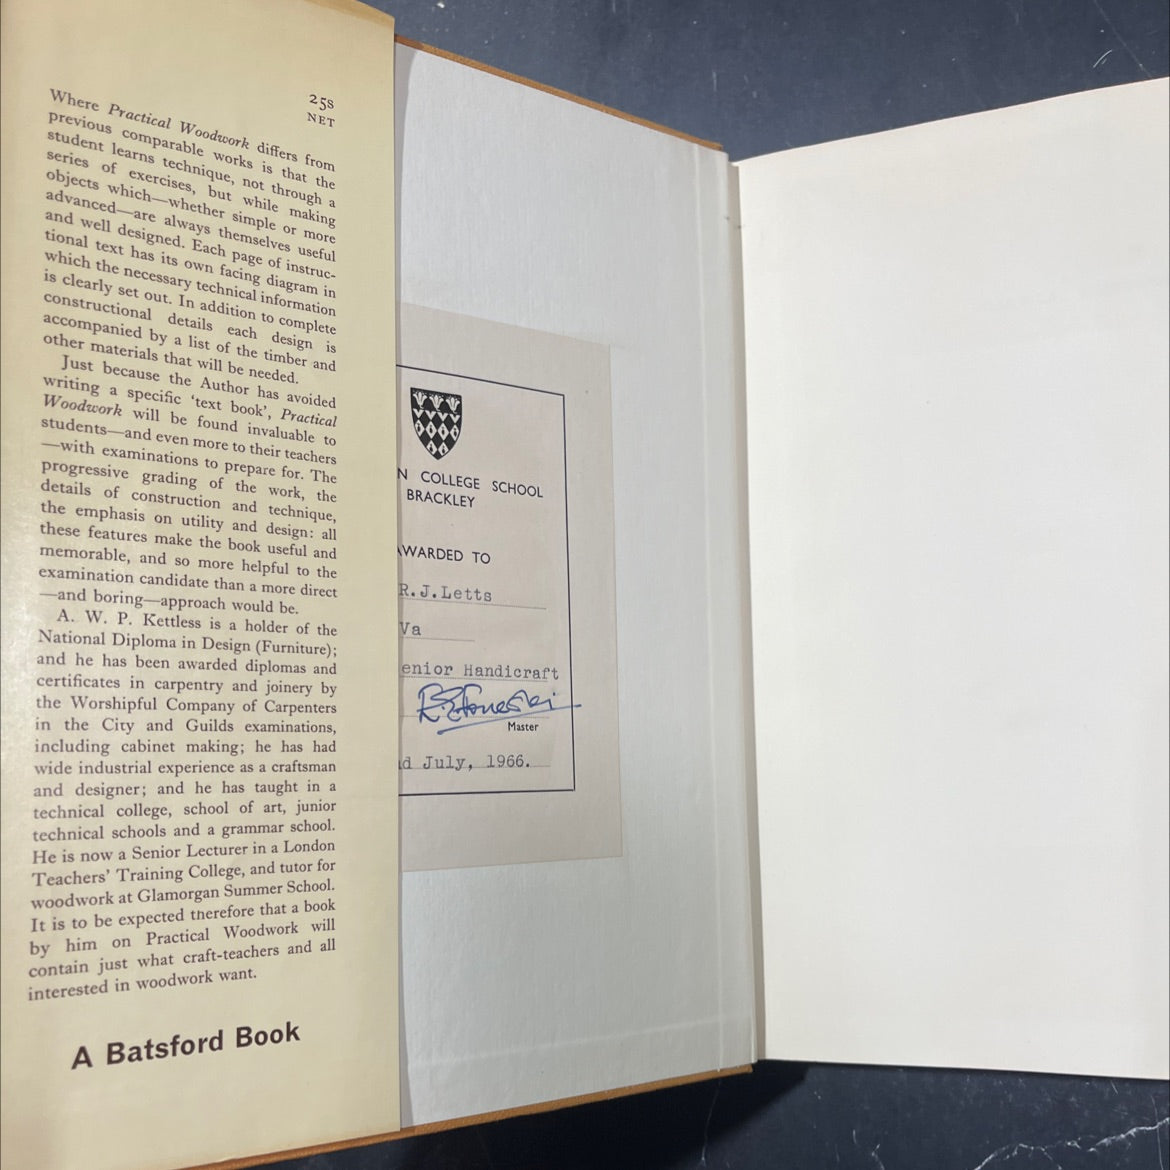 25s
NET
Where Practical Woodwork differs from
previous comparable works is that the
student learns technique, not through a
series of exercises, but while making
objects which—whether simple or more
advanced—are always themselves useful
and well designed. Each page of instruc-
tional text has its own facing diagram in
which the necessary technical information
is clearly set out. In addition to complete
constructional details each design is
accompanied by a list of the timber and
other materials that will be needed.
Just because the Author has avoided
writing a specific 'text book', Practical
Woodwork will be found invaluable to
students—and even more to their teachers
—with examinations to prepare for. The
progressive grading of the work, the
details of construction and technique,
the emphasis on utility and design: all
these features make the book useful and
memorable, and so more helpful to the
examination candidate than a more direct
—and boring—approach would be.
A. W. P. Kettless is a holder of the
National Diploma in Design (Furniture);
and he has been awarded diplomas and
certificates in carpentry and joinery by
the Worshipful Company of Carpenters
in the City and Guilds examinations,
including cabinet making; he has had
wide industrial experience as a craftsman
and designer; and he has taught in a
technical college, school of art, junior
technical schools and a grammar school.
He is now a Senior Lecturer in a London
Teachers' Training College, and tutor for
woodwork at Glamorgan Summer School.
It is to be expected therefore that a book
by him on Practical Woodwork will
contain just what craft-teachers and all
interested in woodwork want.
A Batsford Book
N COLLEGE SCHOOL
BRACKLEY
AWARDED TO
R.J.Letts
Va
enior Handicraft
Master
d July, 1966.